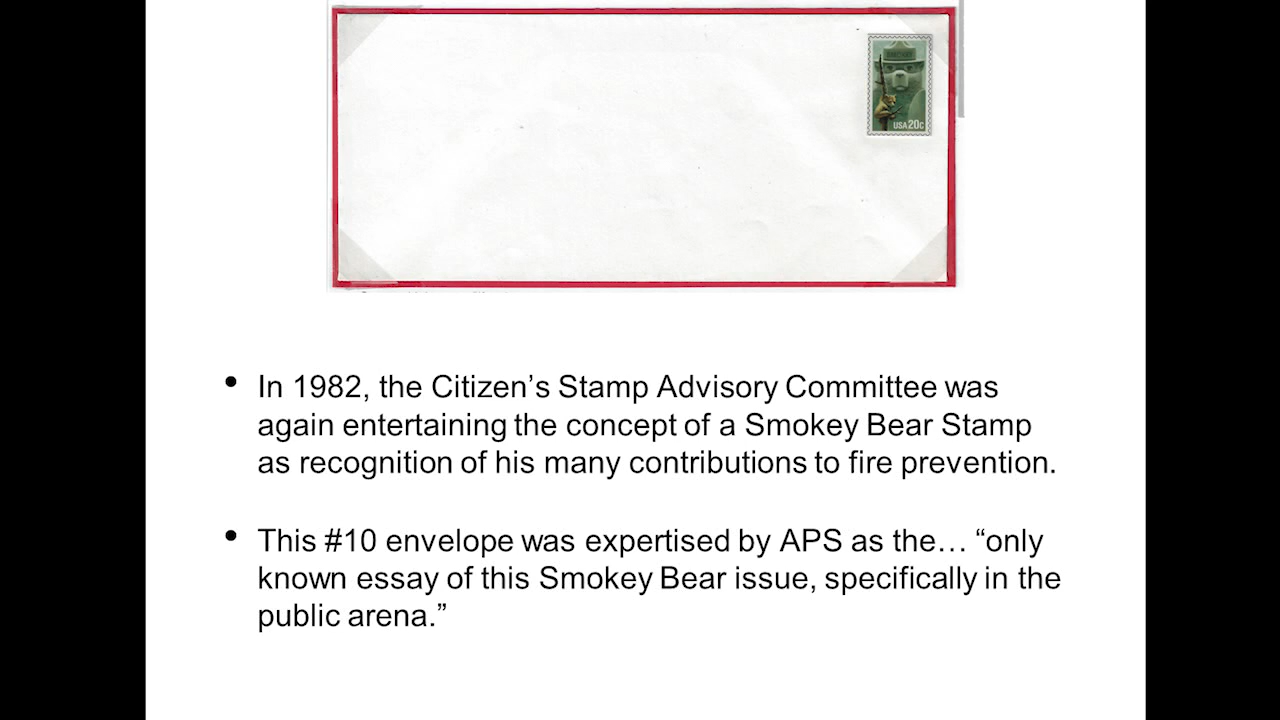 USA 20c
• In 1982, the Citizen’s Stamp Advisory Committee was
again entertaining the concept of a Smokey Bear Stamp
as recognition of his many contributions to fire prevention.
• This #10 envelope was expertised by APS as the… “only
known essay of this Smokey Bear issue, specifically in the
public arena.”